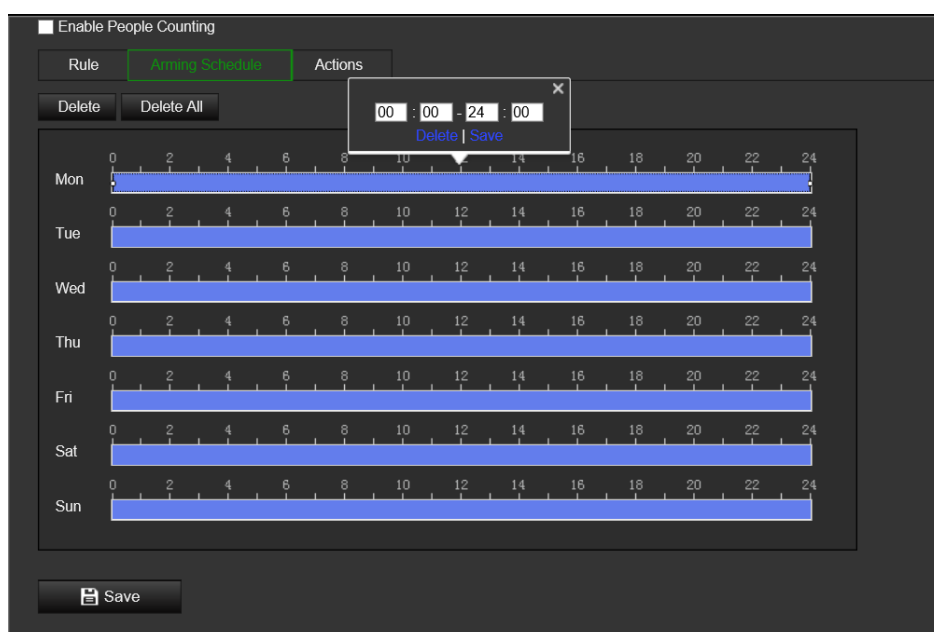 Enable People Counting
Rule Arming Schedule Actions
Delete Delete All
00 : 00 - 24 : 00
Delete | Save
0 2 4 6 8 10 12 14 16 18 20 22 24
Mon
0 2 4 6 8 10 12 14 16 18 20 22 24
Tue
0 2 4 6 8 10 12 14 16 18 20 22 24
Wed
0 2 4 6 8 10 12 14 16 18 20 22 24
Thu
0 2 4 6 8 10 12 14 16 18 20 22 24
Fri
0 2 4 6 8 10 12 14 16 18 20 22 24
Sat
0 2 4 6 8 10 12 14 16 18 20 22 24
Sun
Save